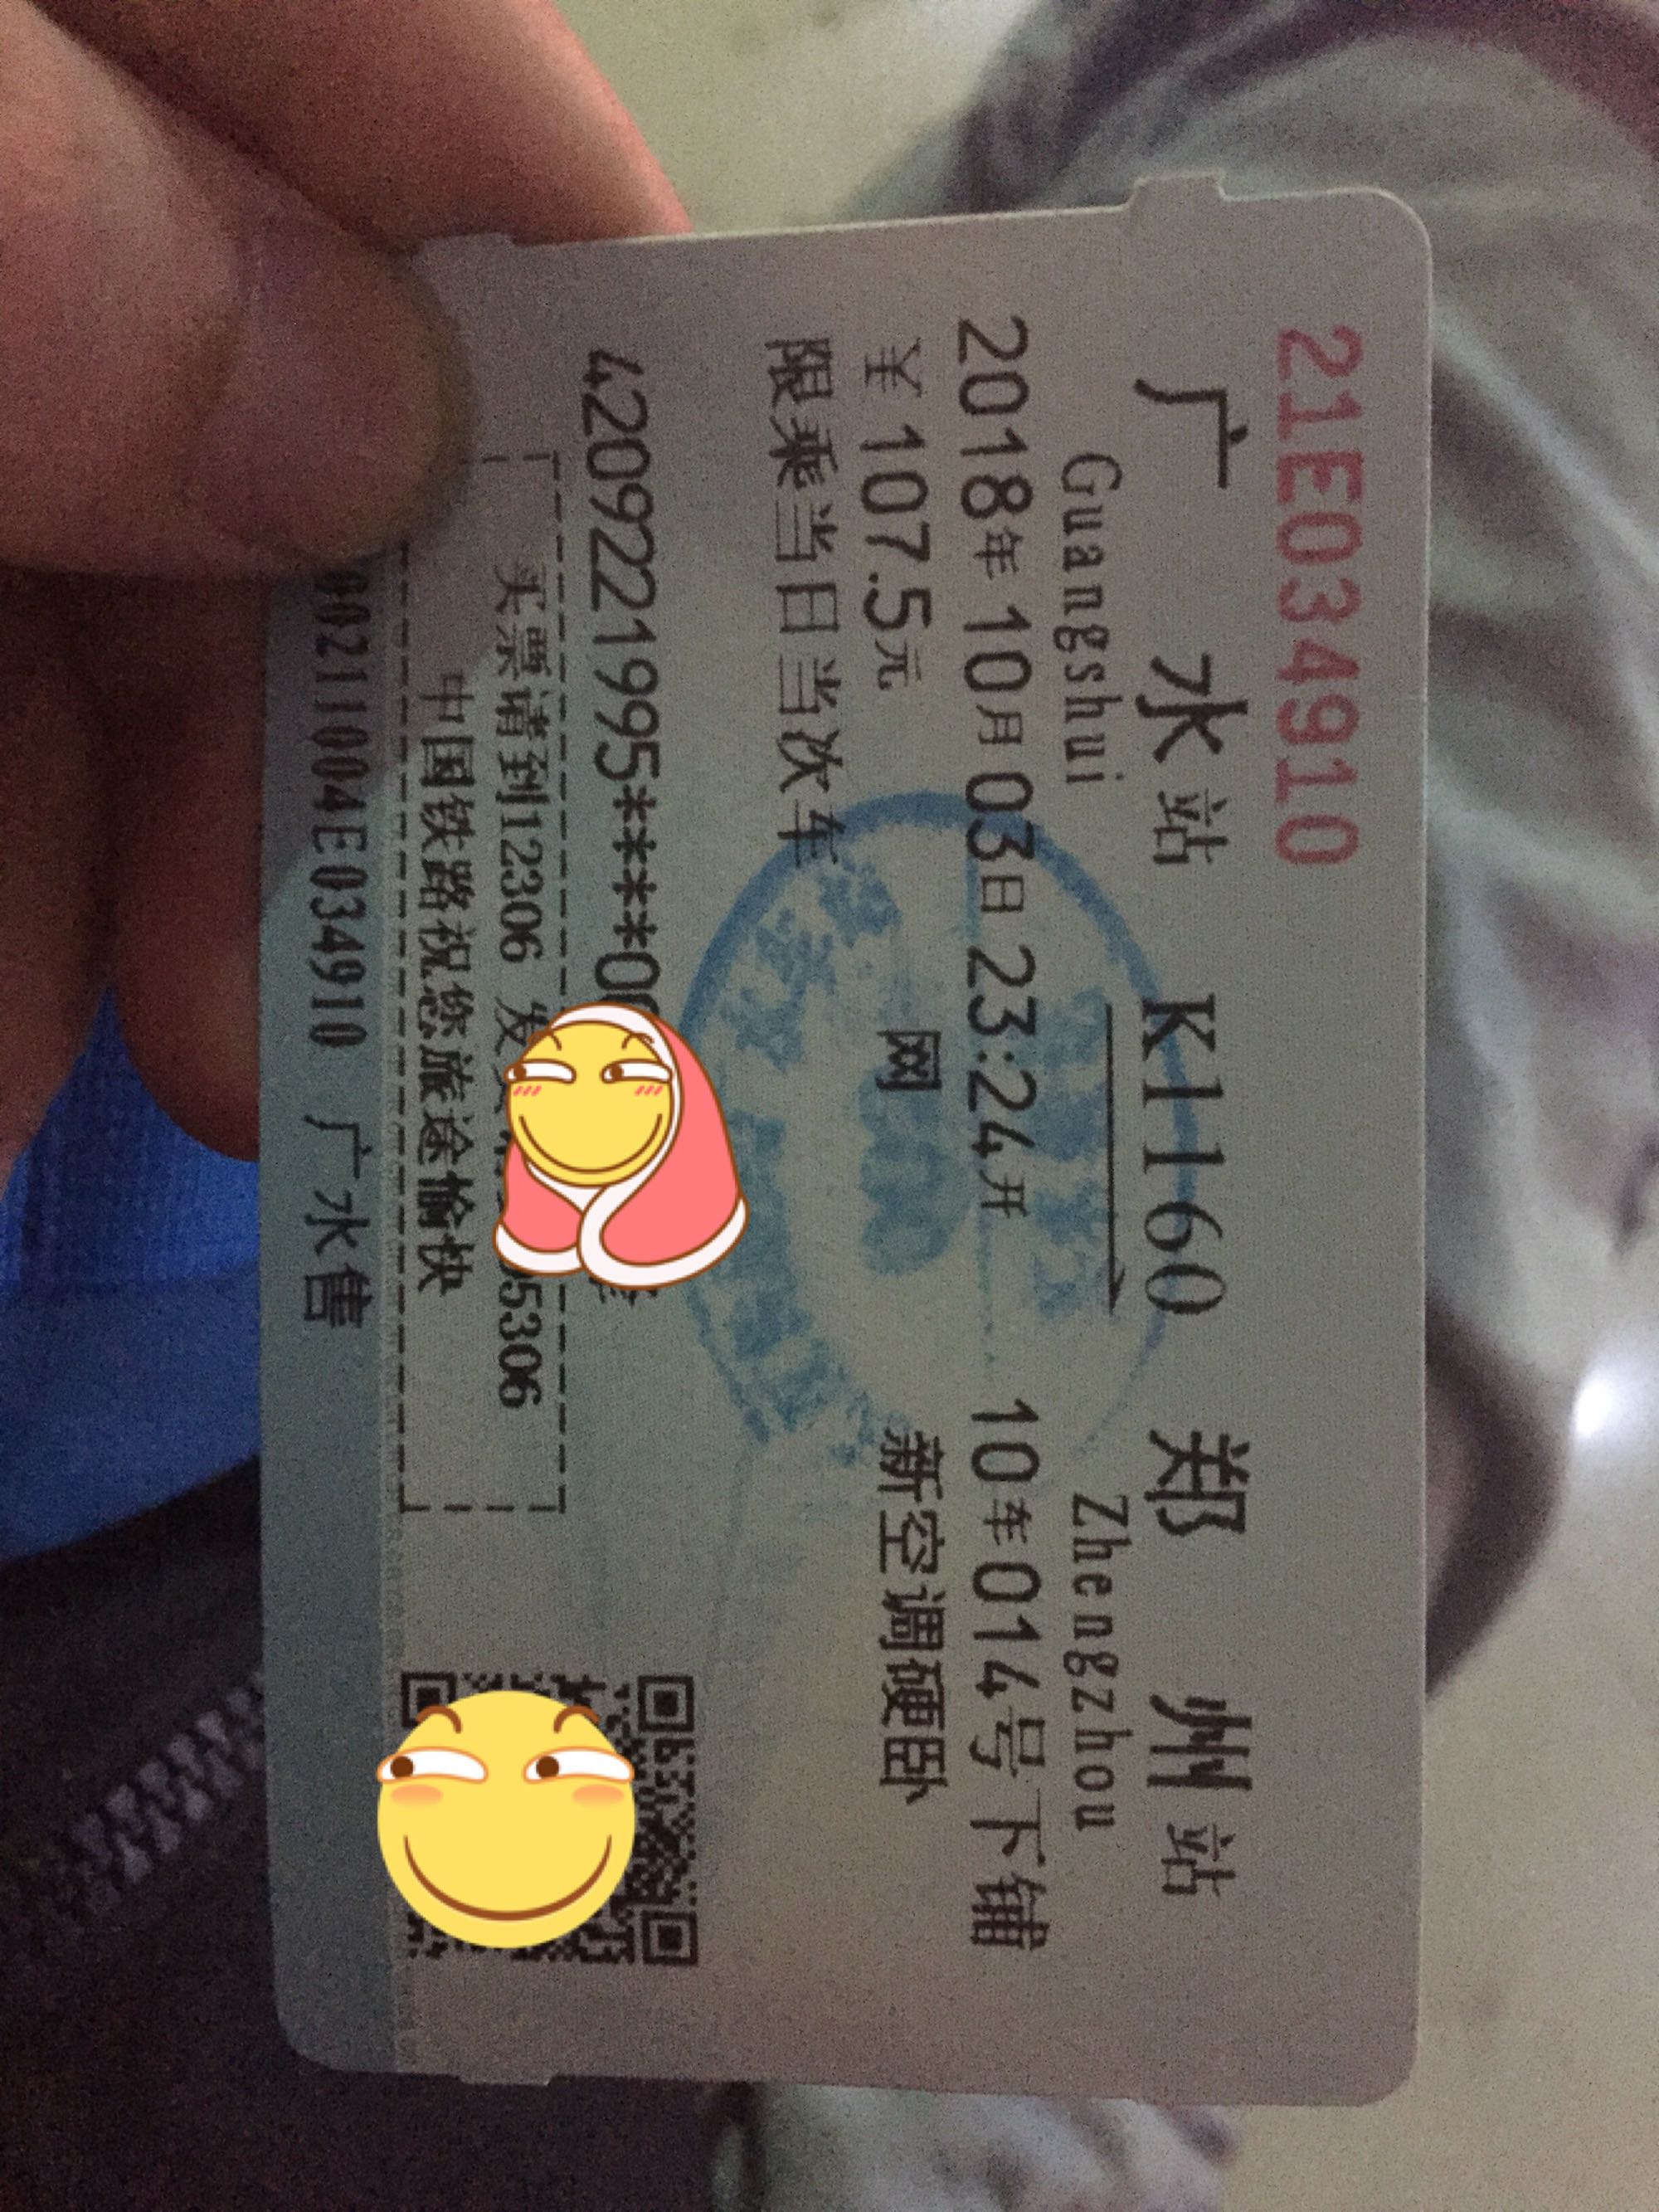 21E034910
广水站 K1160 郑州站
Guangshui Zhengzhou
2018年10月03日23:24开 10车014号下铺
¥107.5元 网 新空调硬卧
限乘当日当次车
4209221995****0
买票请到12306 发 95306
中国铁路祝您旅途愉快
00211004E034910 广水售